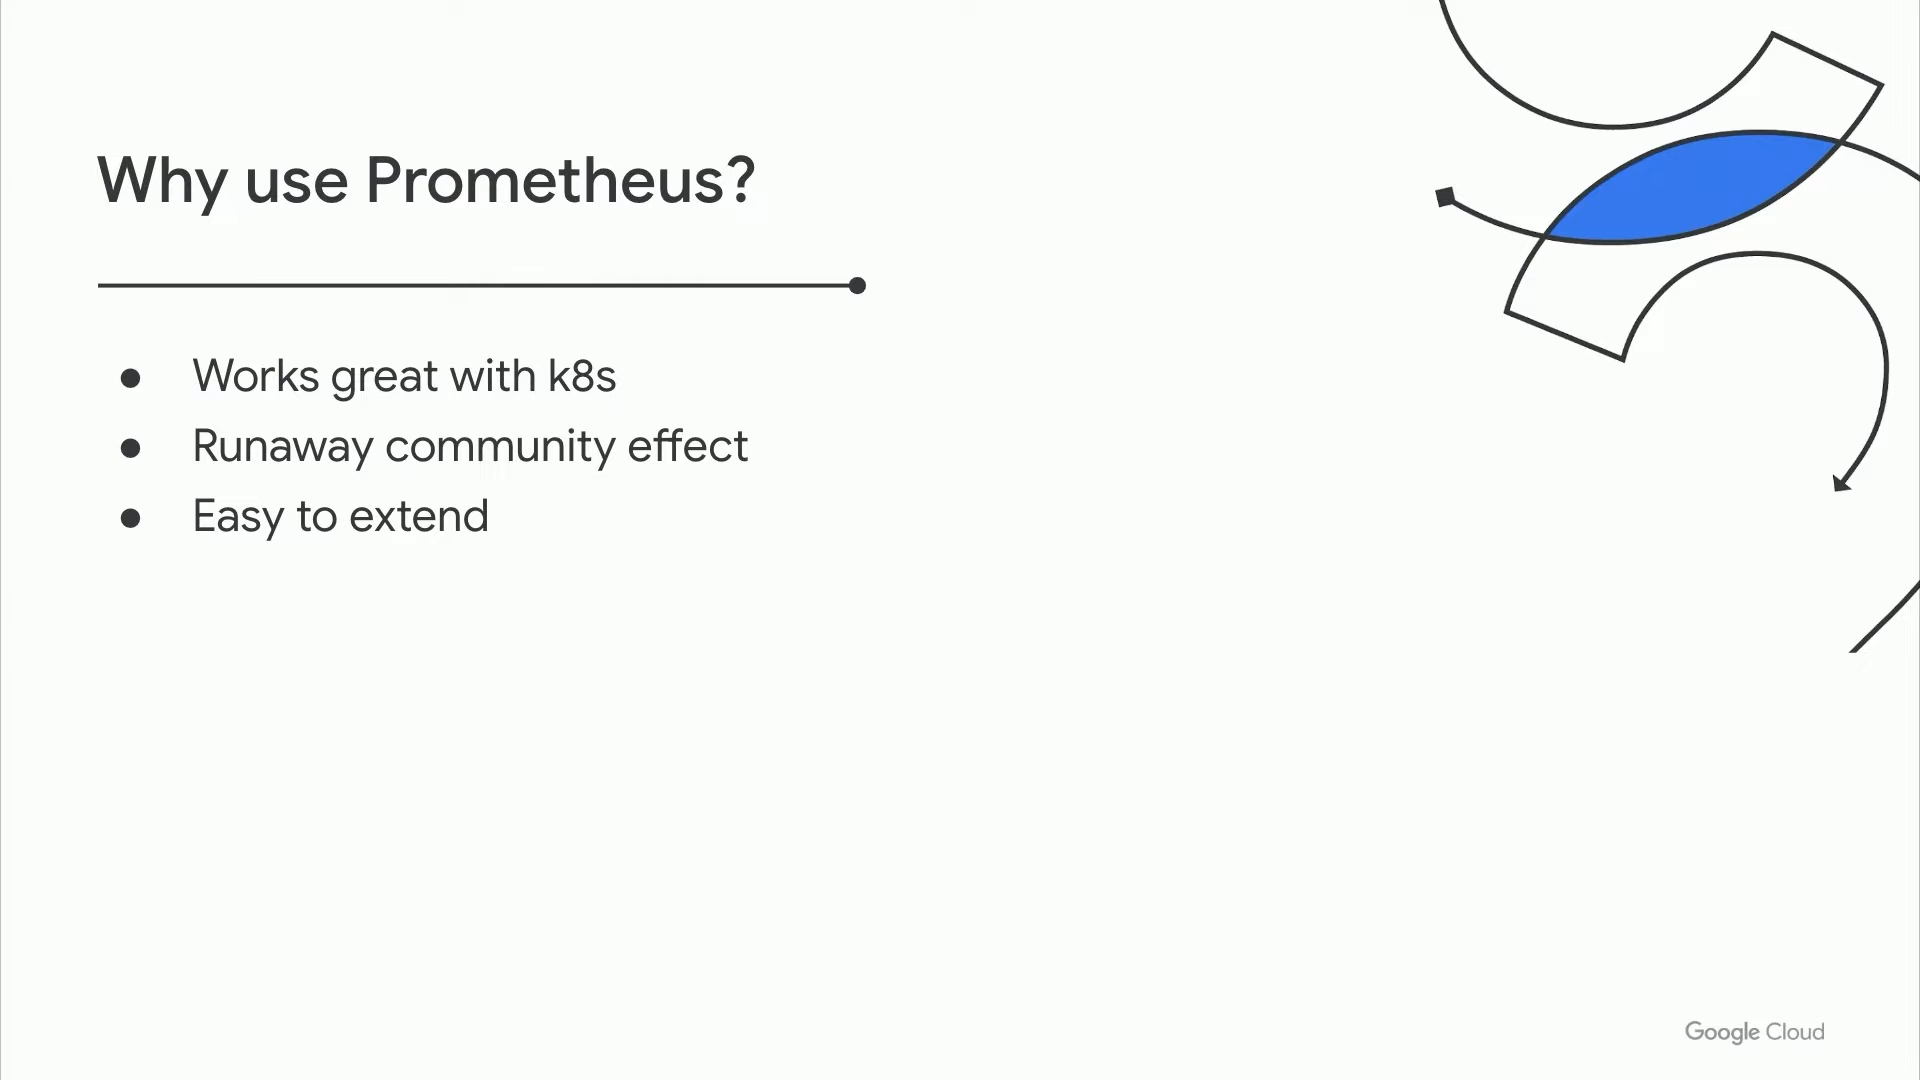 Why use Prometheus?
● Works great with k8s
● Runaway community effect
● Easy to extend
Google Cloud